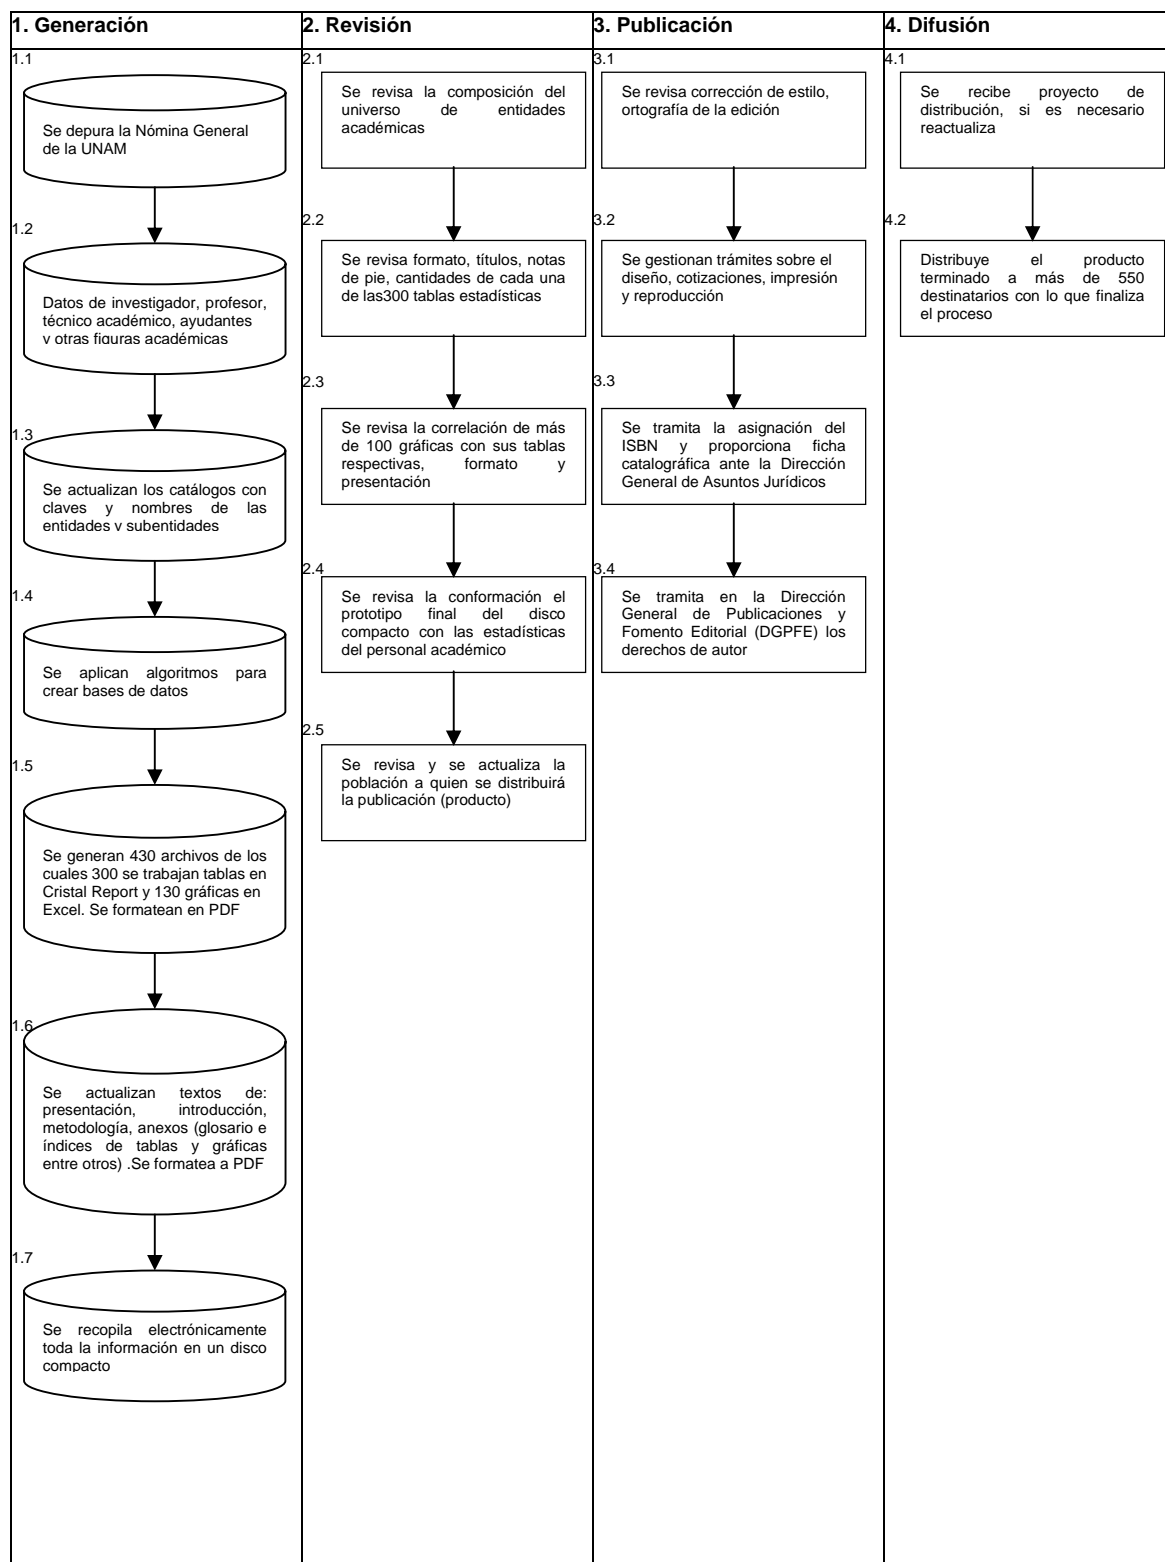 1. Generación
2. Revisión
3. Publicación
4. Difusión
1.1
Se depura la Nómina General
de la UNAM
1.2
Datos de investigador, profesor,
técnico académico, ayudantes
y otras figuras académicas
1.3
Se actualizan los catálogos con
claves y nombres de las
entidades y subentidades
1.4
Se aplican algoritmos para
crear bases de datos
1.5
Se generan 430 archivos de los
cuales 300 se trabajan tablas en
Cristal Report y 130 gráficas en
Excel. Se formatean en PDF
1.6
Se actualizan textos de:
presentación, introducción,
metodología, anexos (glosario e
índices de tablas y gráficas
entre otros) .Se formatea a PDF
1.7
Se recopila electrónicamente
toda la información en un disco
compacto
2.1
Se revisa la composición del
universo de entidades
académicas
2.2
Se revisa formato, títulos, notas
de pie, cantidades de cada una
de las300 tablas estadísticas
2.3
Se revisa la correlación de más
de 100 gráficas con sus tablas
respectivas, formato y
presentación
2.4
Se revisa la conformación el
prototipo final del disco
compacto con las estadísticas
del personal académico
2.5
Se revisa y se actualiza la
población a quien se distribuirá
la publicación (producto)
3.1
Se revisa corrección de estilo,
ortografía de la edición
3.2
Se gestionan trámites sobre el
diseño, cotizaciones, impresión
y reproducción
3.3
Se tramita la asignación del
ISBN y proporciona ficha
catalográfica ante la Dirección
General de Asuntos Jurídicos
3.4
Se tramita en la Dirección
General de Publicaciones y
Fomento Editorial (DGPFE) los
derechos de autor
4.1
Se recibe proyecto de
distribución, si es necesario
reactualiza
4.2
Distribuye el producto
terminado a más de 550
destinatarios con lo que finaliza
el proceso